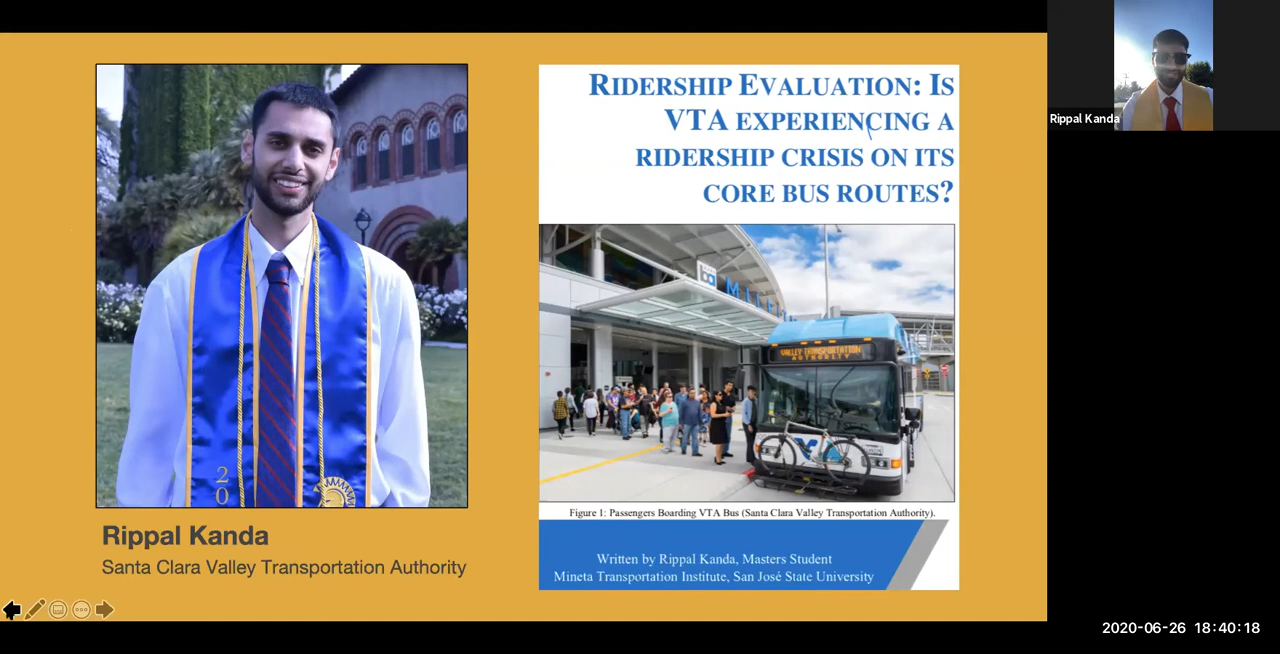 RIDERSHIP EVALUATION: IS
VTA EXPERIENCING A
RIDERSHIP CRISIS ON ITS
CORE BUS ROUTES?
VALLEY TRANSPORTATION
AUTHORITY
20
Figure 1: Passengers Boarding VTA Bus (Santa Clara Valley Transportation Authority).
Rippal Kanda
Santa Clara Valley Transportation Authority
Written by Rippal Kanda, Masters Student
Mineta Transportation Institute, San José State University
Rippal Kanda
2020-06-26 18:40:18